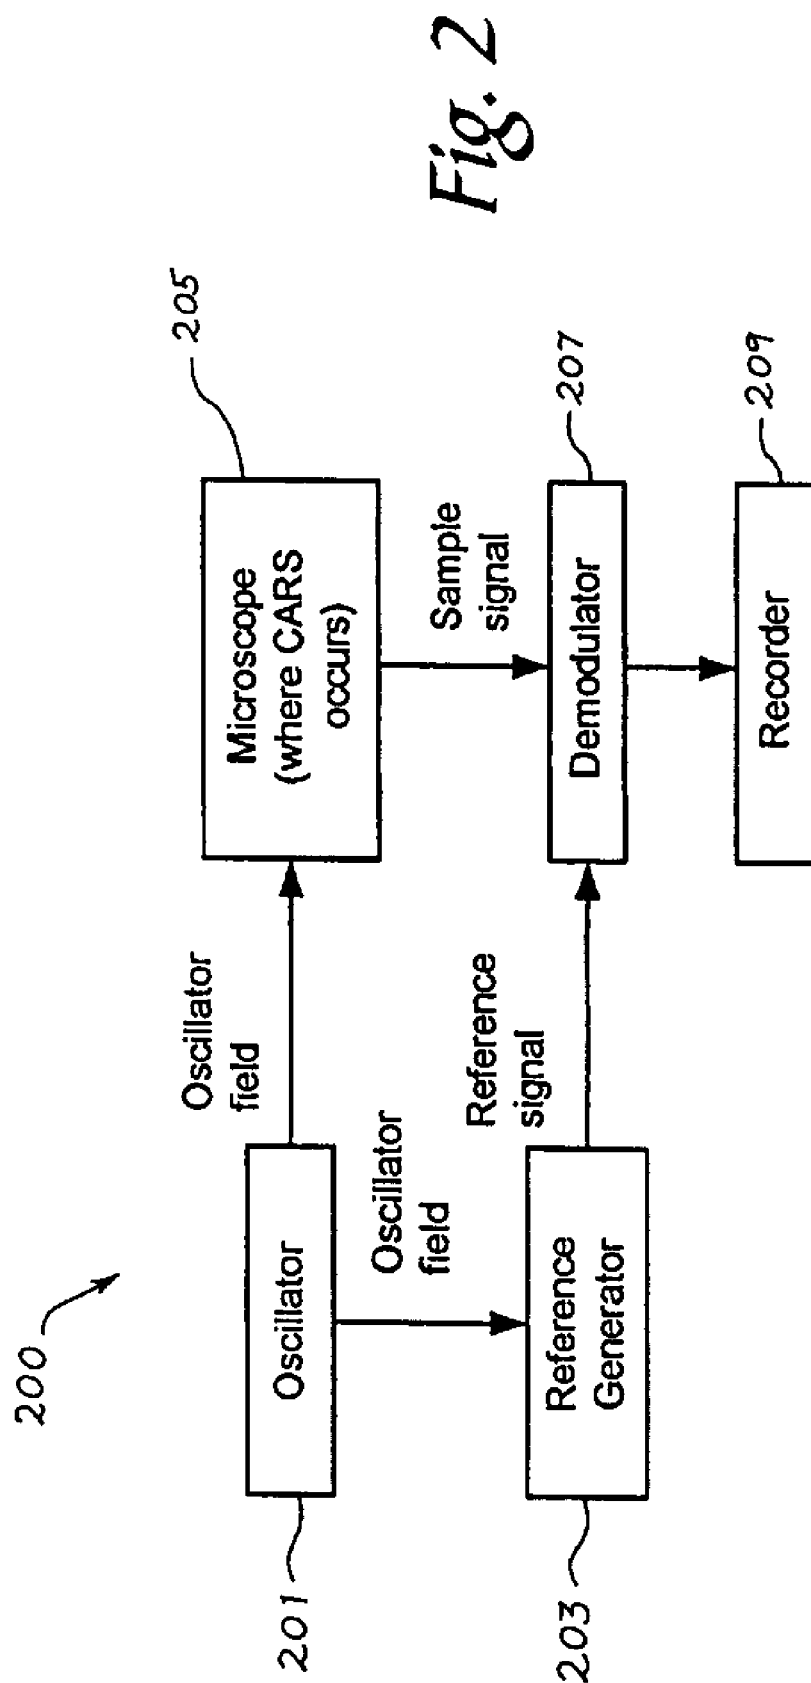 200
201
Oscillator
Oscillator
field
205
Microscope
(where CARS
occurs)
Oscillator
field
Sample
signal
203
Reference
Generator
Reference
signal
207
Demodulator
209
Recorder
Fig. 2